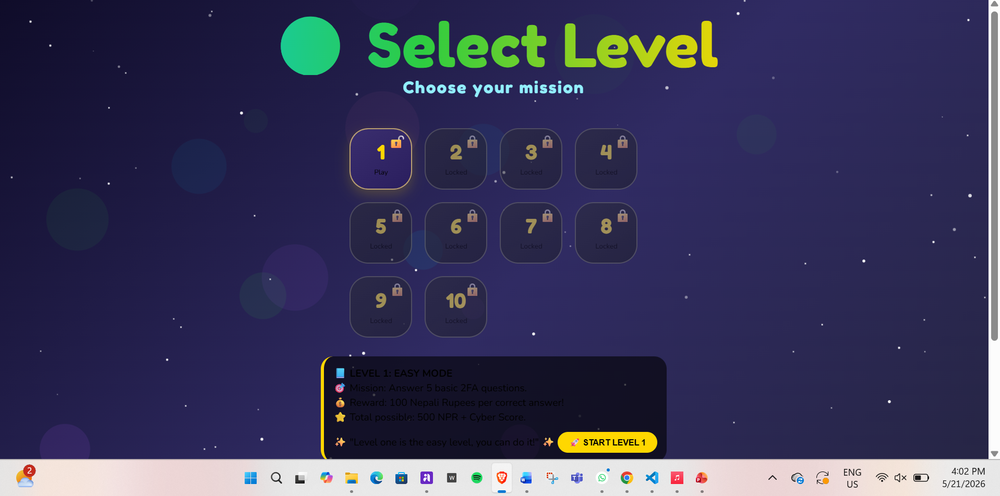 Select Level
Choose your mission
1
Play
2
Locked
3
Locked
4
Locked
5
Locked
6
Locked
7
Locked
8
Locked
9
Locked
10
Locked
📘 LEVEL 1: EASY MODE
🎯 Mission: Answer 5 basic 2FA questions.
💰 Reward: 100 Nepali Rupees per correct answer!
⭐ Total possible: 500 NPR + Cyber Score.
✨ "Level one is the easy level, you can do it!" ✨ 🚀 START LEVEL 1
2
W
ENG
US
4:02 PM
5/21/2026